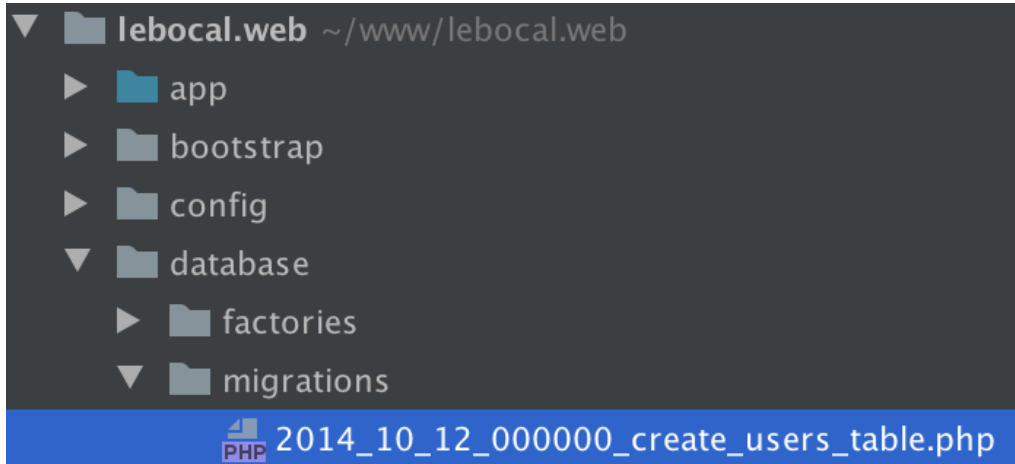 lebocal.web ~/www/lebocal.web
app
bootstrap
config
database
factories
migrations
PHP 2014_10_12_000000_create_users_table.php